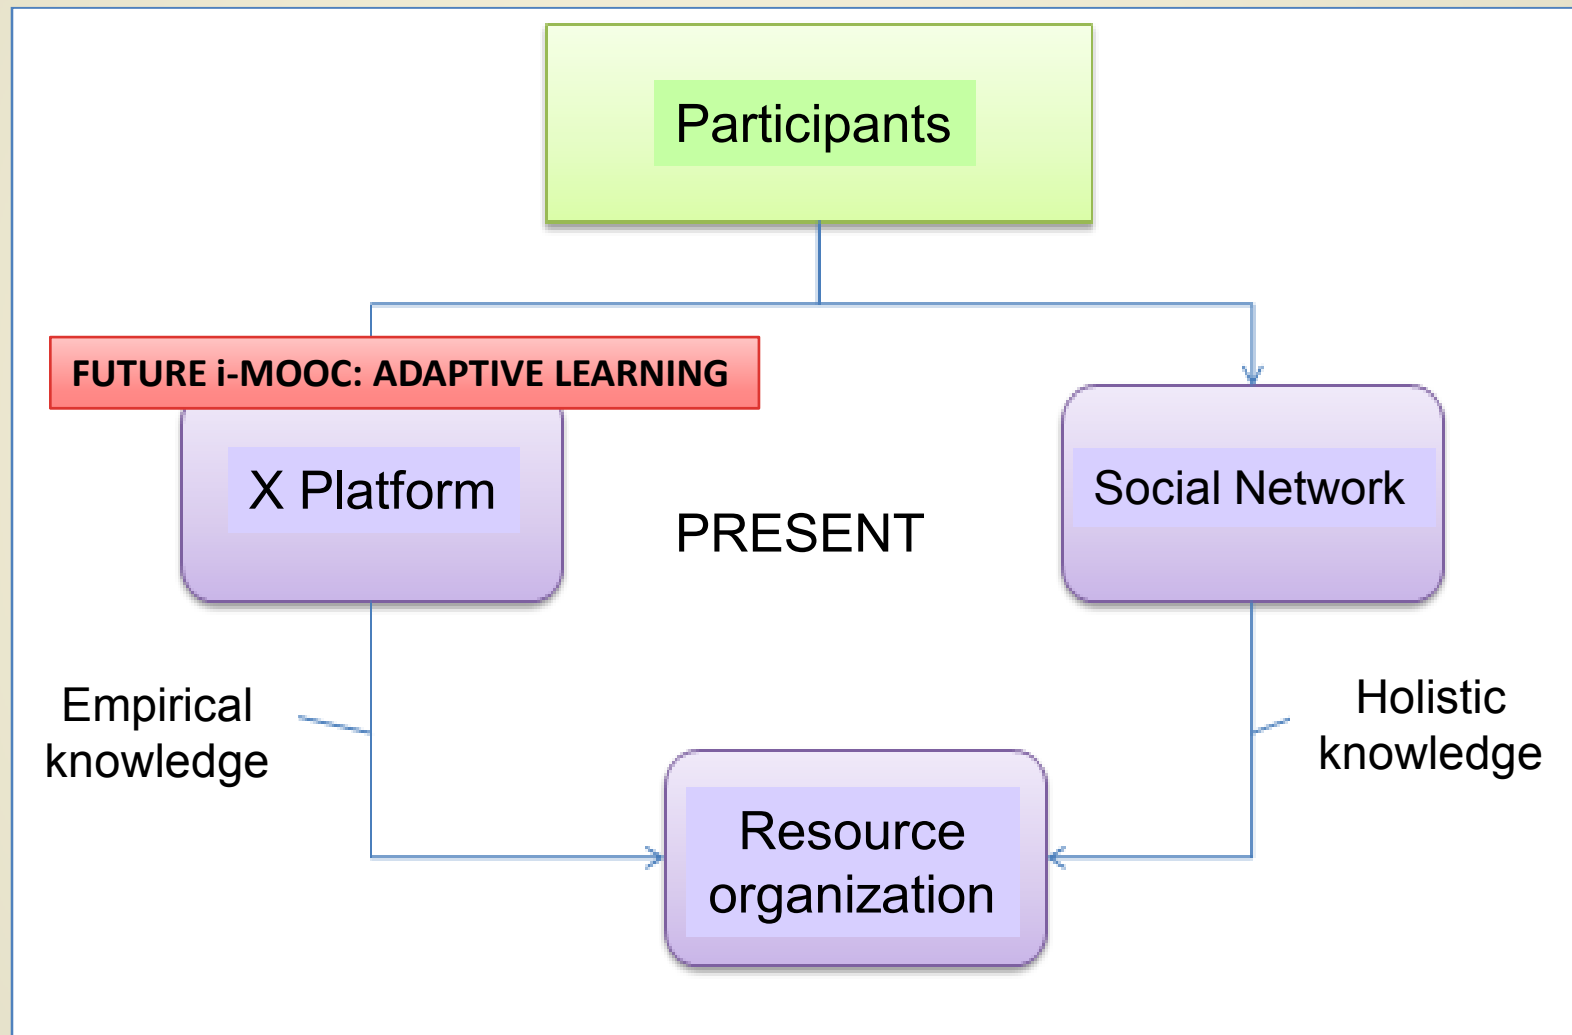 Participants
FUTURE i-MOOC: ADAPTIVE LEARNING
X Platform
Social Network
PRESENT
Empirical
knowledge
Holistic
knowledge
Resource
organization